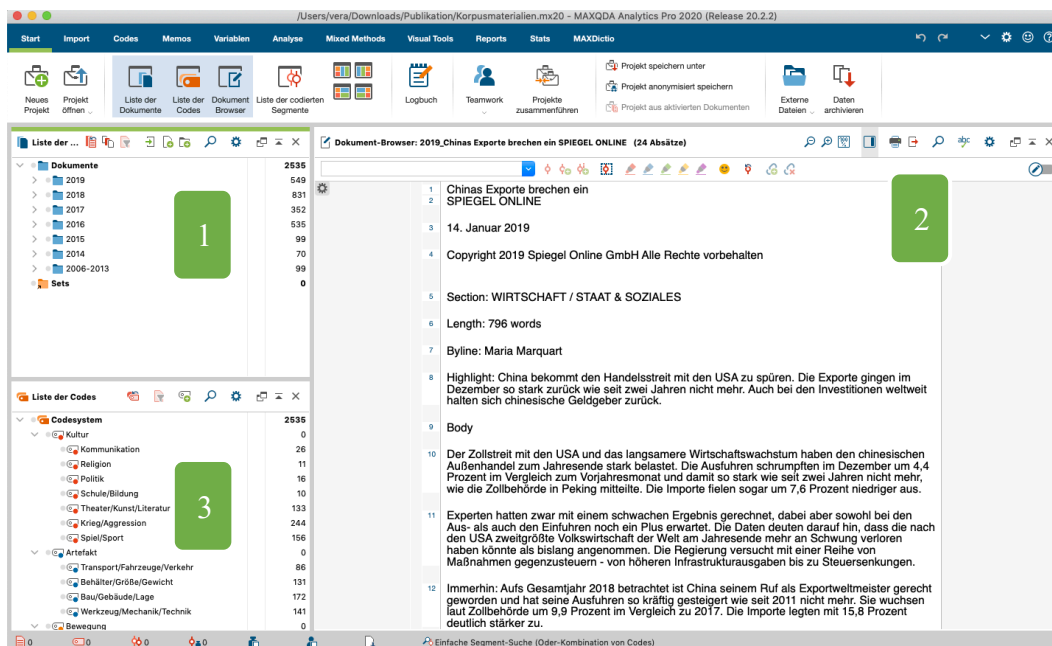 /Users/vera/Downloads/Publikation/Korpusmaterialien.mx20 - MAXQDA Analytics Pro 2020 (Release 20.2.2)
Start Import Codes Memos Variablen Analyse Mixed Methods Visual Tools Reports Stats MAXDictio
Neues Projekt
Projekt öffnen
Liste der Dokumente
Liste der Codes
Dokument Browser
Liste der codierten Segmente
Logbuch
Teamwork
Projekte zusammenführen
Projekt speichern unter
Projekt anonymisiert speichern
Projekt aus aktivierten Dokumenten
Externe Dateien
Daten archivieren
Liste der ...
Dokumente 2535
2019 549
2018 831
2017 352
2016 535
2015 99
2014 70
2006-2013 99
Sets 0
1
Liste der Codes
Codesystem 2535
Kultur 0
Kommunikation 26
Religion 11
Politik 16
Schule/Bildung 10
Theater/Kunst/Literatur 133
Krieg/Aggression 244
Spiel/Sport 156
Artefakt 0
Transport/Fahrzeuge/Verkehr 86
Behälter/Größe/Gewicht 131
Bau/Gebäude/Lage 172
Werkzeug/Mechanik/Technik 141
Bewegung 0
3
Dokument-Browser: 2019_Chinas Exporte brechen ein SPIEGEL ONLINE (24 Absätze)
abc
2
1 Chinas Exporte brechen ein
2 SPIEGEL ONLINE
3 14. Januar 2019
4 Copyright 2019 Spiegel Online GmbH Alle Rechte vorbehalten
5 Section: WIRTSCHAFT / STAAT & SOZIALES
6 Length: 796 words
7 Byline: Maria Marquart
8 Highlight: China bekommt den Handelsstreit mit den USA zu spüren. Die Exporte gingen im
Dezember so stark zurück wie seit zwei Jahren nicht mehr. Auch bei den Investitionen weltweit
halten sich chinesische Geldgeber zurück.
9 Body
10 Der Zollstreit mit den USA und das langsamere Wirtschaftswachstum haben den chinesischen
Außenhandel zum Jahresende stark belastet. Die Ausfuhren schrumpften im Dezember um 4,4
Prozent im Vergleich zum Vorjahresmonat und damit so stark wie seit zwei Jahren nicht mehr,
wie die Zollbehörde in Peking mitteilte. Die Importe fielen sogar um 7,6 Prozent niedriger aus.
11 Experten hatten zwar mit einem schwachen Ergebnis gerechnet, dabei aber sowohl bei den
Aus- als auch den Einfuhren noch ein Plus erwartet. Die Daten deuten darauf hin, dass die nach
den USA zweitgrößte Volkswirtschaft der Welt am Jahresende mehr an Schwung verloren
haben könnte als bislang angenommen. Die Regierung versucht mit einer Reihe von
Maßnahmen gegenzusteuern - von höheren Infrastrukturausgaben bis zu Steuersenkungen.
12 Immerhin: Aufs Gesamtjahr 2018 betrachtet ist China seinem Ruf als Exportweltmeister gerecht
geworden und hat seine Ausfuhren so kräftig gesteigert wie seit 2011 nicht mehr. Sie wuchsen
laut Zollbehörde um 9,9 Prozent im Vergleich zu 2017. Die Importe legten mit 15,8 Prozent
deutlich stärker zu.
0 0 0 0 Einfache Segment-Suche (Oder-Kombination von Codes)